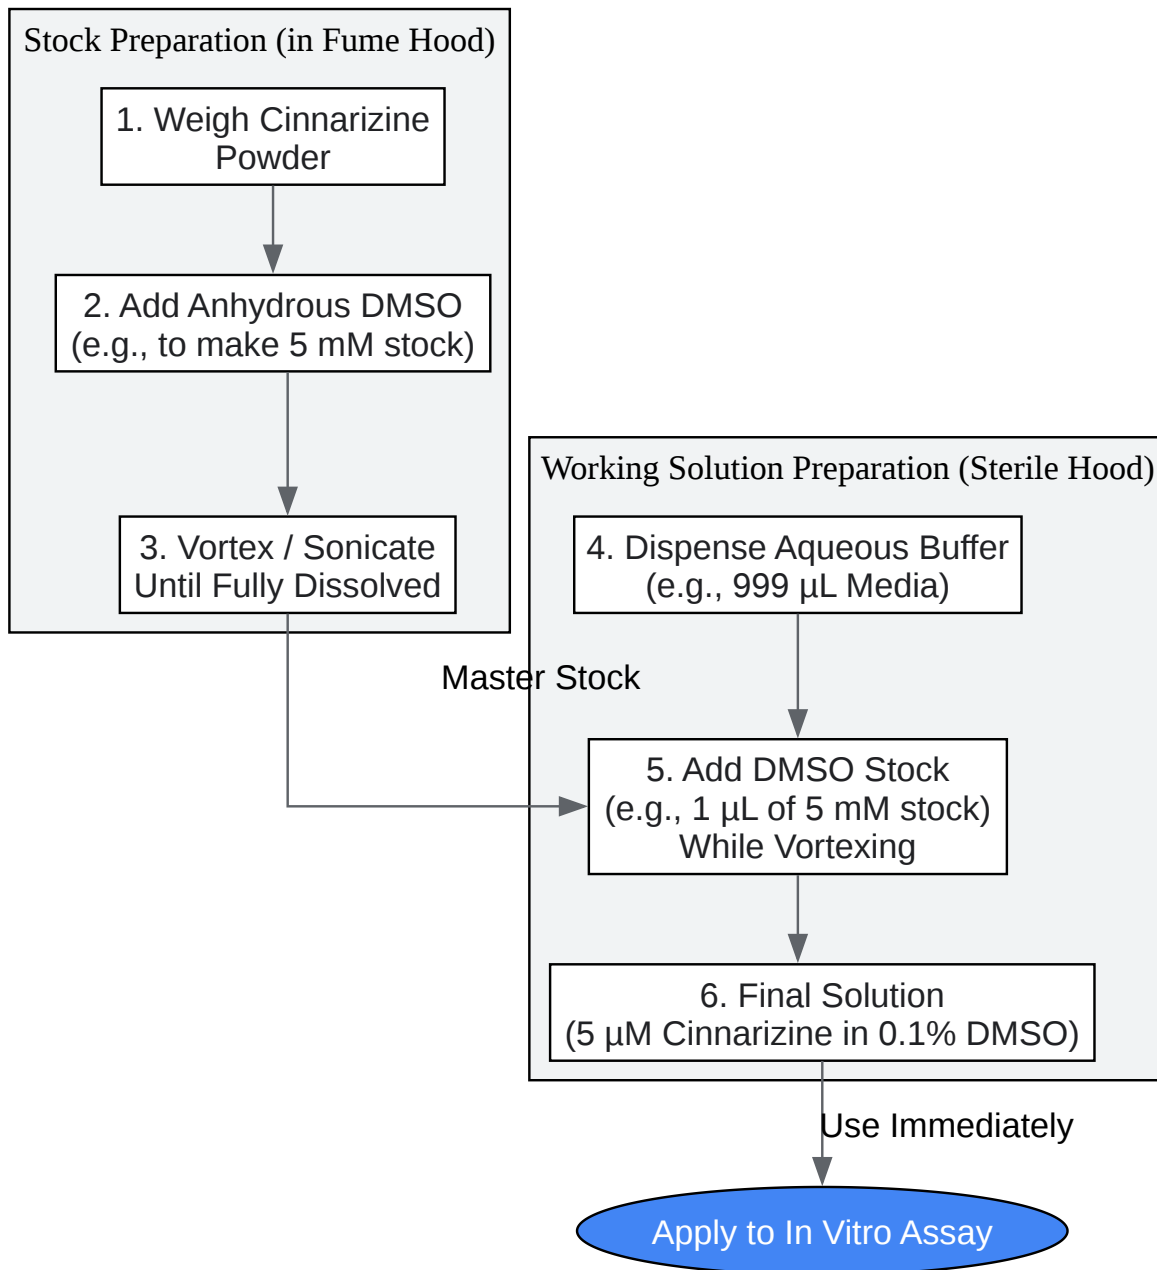 Stock Preparation (in Fume Hood)
1. Weigh Cinnarizine
Powder
2. Add Anhydrous DMSO
(e.g., to make 5 mM stock)
3. Vortex / Sonicate
Until Fully Dissolved
Master Stock
Working Solution Preparation (Sterile Hood)
4. Dispense Aqueous Buffer
(e.g., 999 µL Media)
5. Add DMSO Stock
(e.g., 1 µL of 5 mM stock)
While Vortexing
6. Final Solution
(5 µM Cinnarizine in 0.1% DMSO)
Use Immediately
Apply to In Vitro Assay